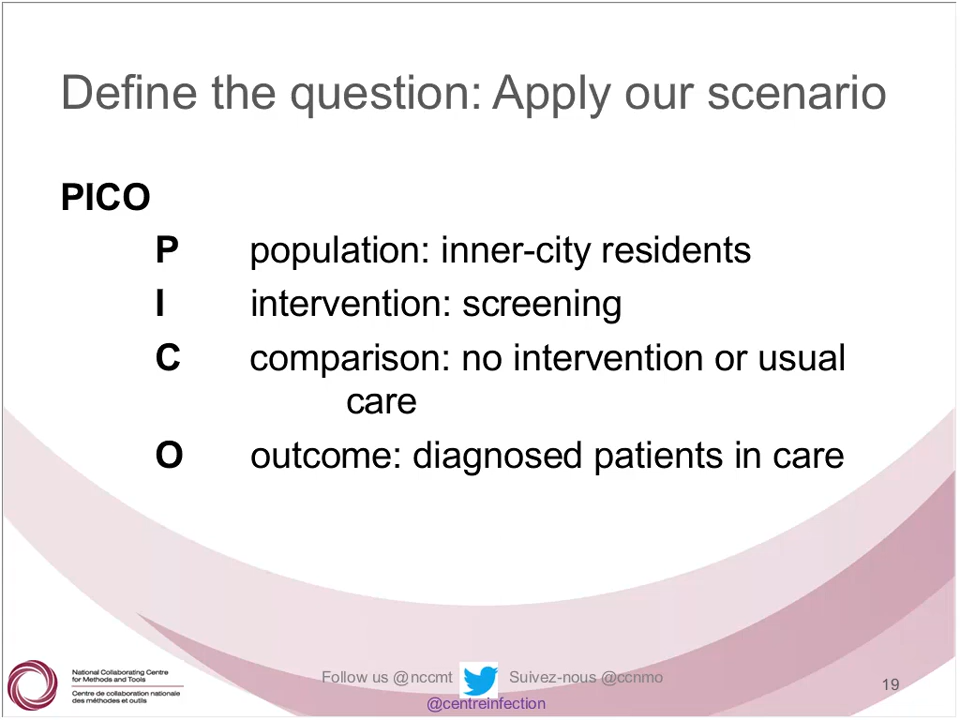 Define the question: Apply our scenario
PICO
P population: inner-city residents
I intervention: screening
C comparison: no intervention or usual
care
O outcome: diagnosed patients in care
National Collaborating Centre
for Methods and Tools
Centre de collaboration nationale
des méthodes et outils
Follow us @nccmt Suivez-nous @ccnmo
@centreinfection
19